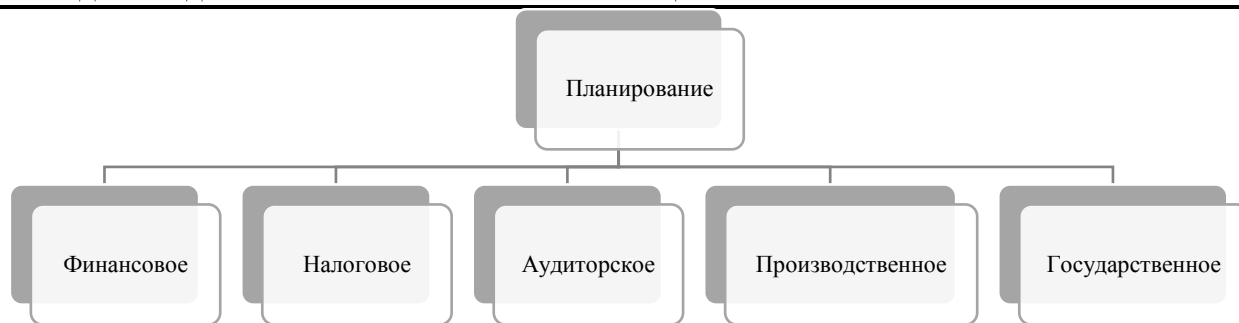 Планирование
Финансовое
Налоговое
Аудиторское
Производственное
Государственное